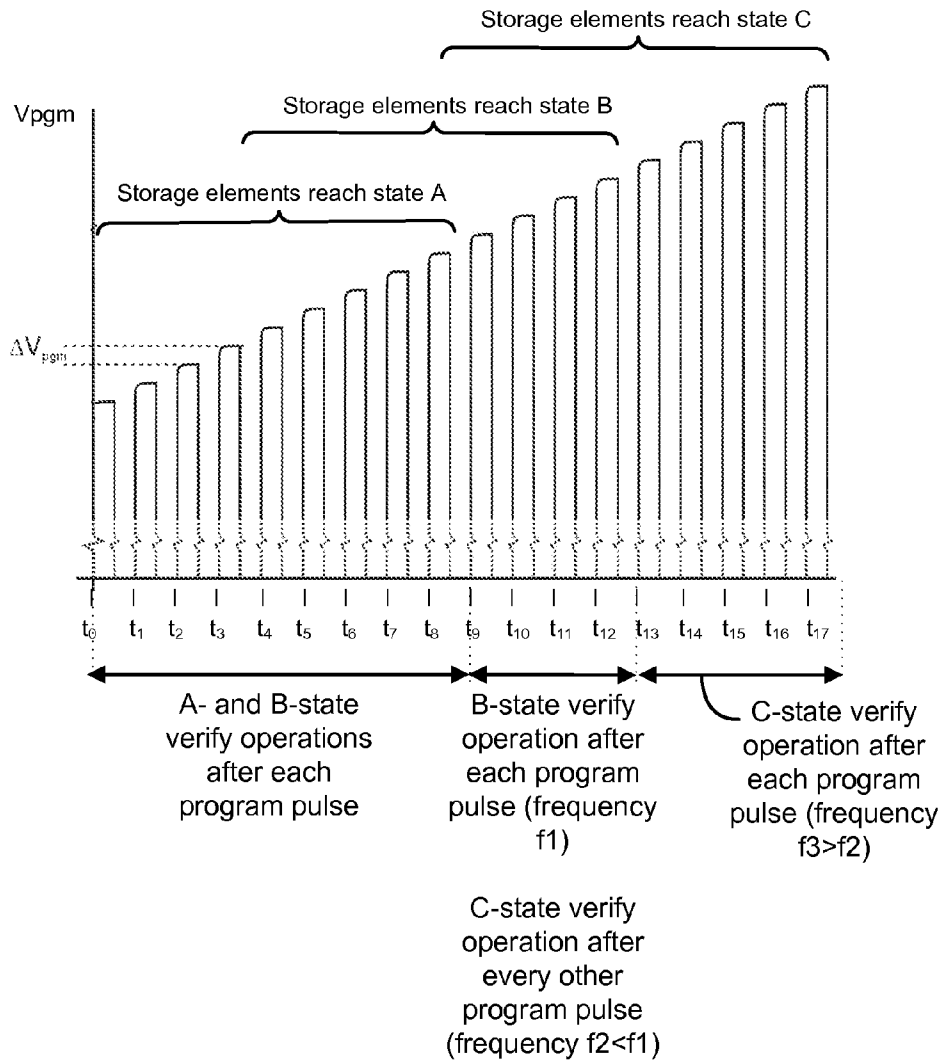 Storage elements reach state C
Vpgm
Storage elements reach state B
Storage elements reach state A
ΔVpgm
t0 t1 t2 t3 t4 t5 t6 t7 t8 t9 t10 t11 t12 t13 t14 t15 t16 t17
A- and B-state
verify operations
after each
program pulse
B-state verify
operation after
each program
pulse (frequency
f1)
C-state verify
operation after
each program
pulse (frequency
f3>f2)
C-state verify
operation after
every other
program pulse
(frequency f2<f1)